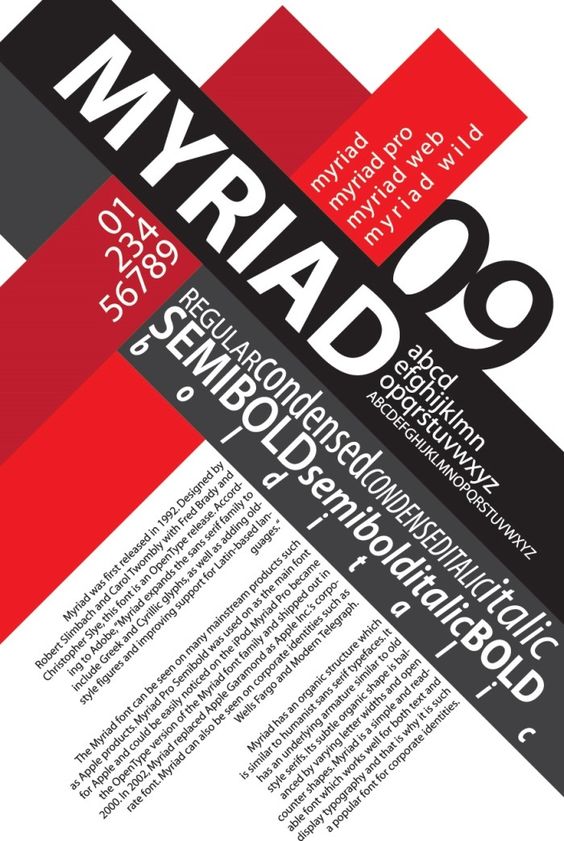 MYRIAD
myriad
myriad pro
myriad web
myriad wild
09
01
234
56789
abcd
efghijklmn
opqrstuvwxyz
ABCDEFGHIJKLMNOPQRSTUVWXYZ
REGULARcondensedCONDENSEDITALICitalic
SEMIBOLDsemibolditalicBOLD
bolditalic
Myriad was first released in 1992. Designed by
Robert Slimbach and Carol Twombly with Fred Brady and
Christopher Slye, this font is an OpenType release. Accord-
ing to Adobe, "Myriad expands the sans serif family to
include Greek and Cyrillic glyphs, as well as adding old-
style figures and improving support for Latin-based lan-
guages."
The Myriad font can be seen on many mainstream products such
as Apple products. Myriad Pro Semibold was used on as the main font
for Apple and could be easily noticed on the iPod. Myriad Pro became
the OpenType version of the Myriad font family and shipped out in
2000. In 2002, Myriad replaced Apple Garamond as Apple Inc.'s corpo-
rate font. Myriad can also be seen on corporate identities such as
Wells Fargo and Modern Telegraph.
Myriad has an organic structure which
is similar to humanist sans serif typefaces. It
has an underlying armature similar to old
style serifs. Its subtle organic shape is bal-
anced by varying letter widths and open
counter shapes. Myriad is a simple and read-
able font which works well for both text and
display typography and that is why it is such
a popular font for corporate identities.